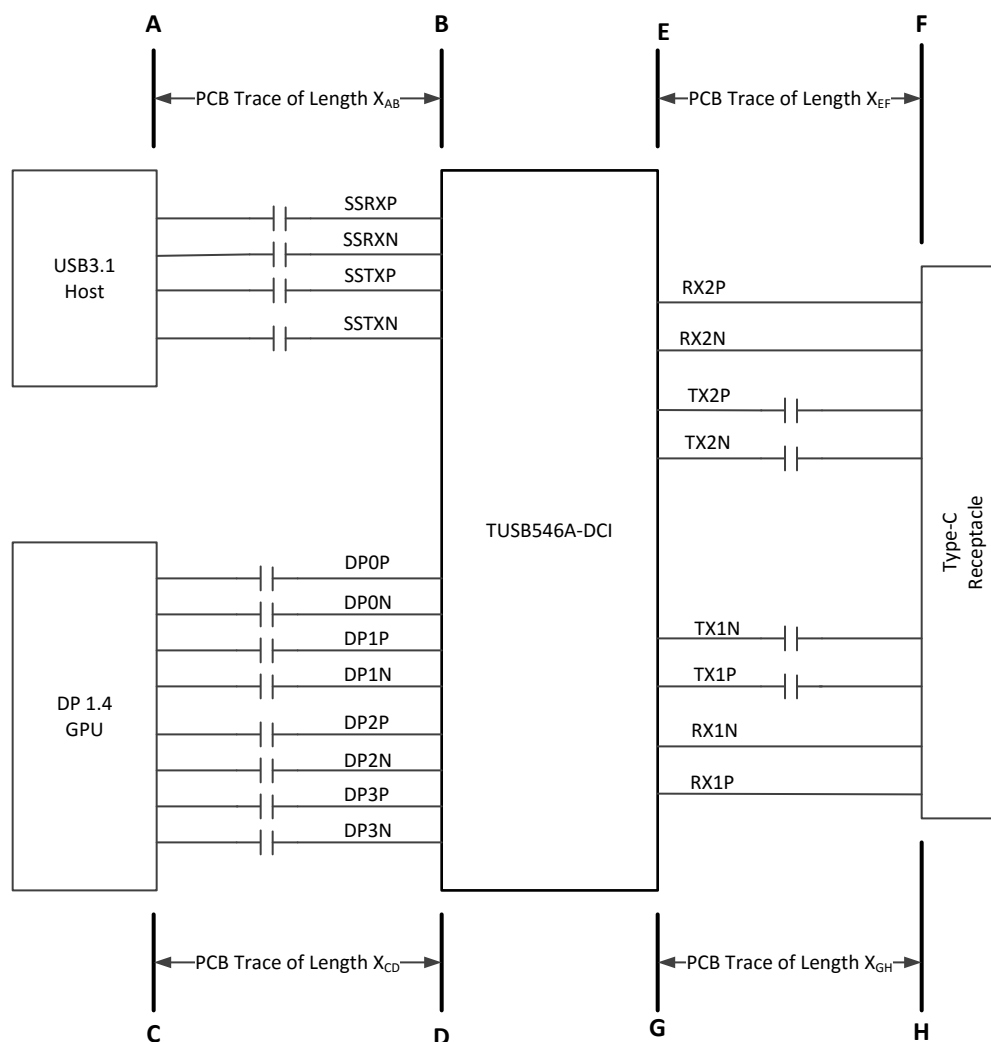 A
B
E
F
PCB Trace of Length XAB
PCB Trace of Length XEF
USB3.1
Host
SSRXP
SSRXN
SSTXP
SSTXN
RX2P
RX2N
TX2P
TX2N
TUSB546A-DCI
Type-C
Receptacle
DP 1.4
GPU
DP0P
DP0N
DP1P
DP1N
DP2P
DP2N
DP3P
DP3N
TX1N
TX1P
RX1N
RX1P
PCB Trace of Length XCD
PCB Trace of Length XGH
C
D
G
H